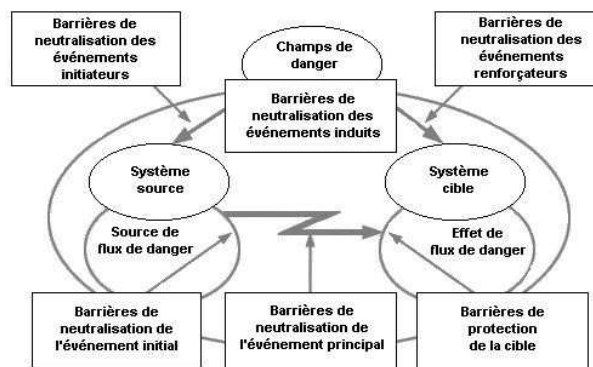 Barrières de
neutralisation des
événements
initiateurs
Champs de
danger
Barrières de
neutralisation des
événements
renforçateurs
Barrières de
neutralisation des
événements induits
Système
source
Système
cible
Source de
flux de danger
Effet de
flux de danger
Barrières de
neutralisation de
l'événement initial
Barrières de
neutralisation de
l'événement principal
Barrières de
protection
de la cible